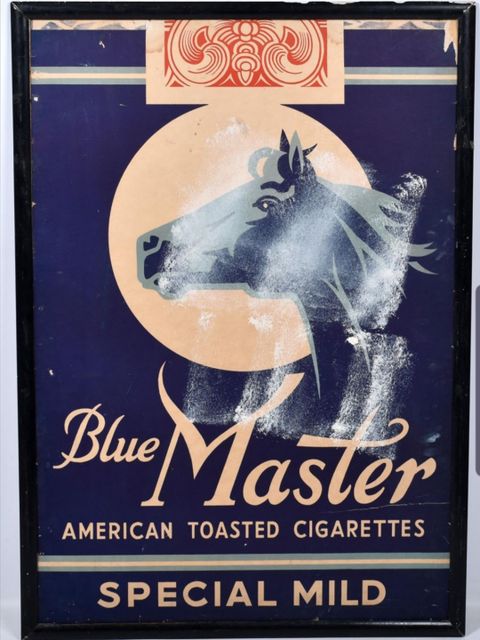 Blue Master
AMERICAN TOASTED CIGARETTES
SPECIAL MILD